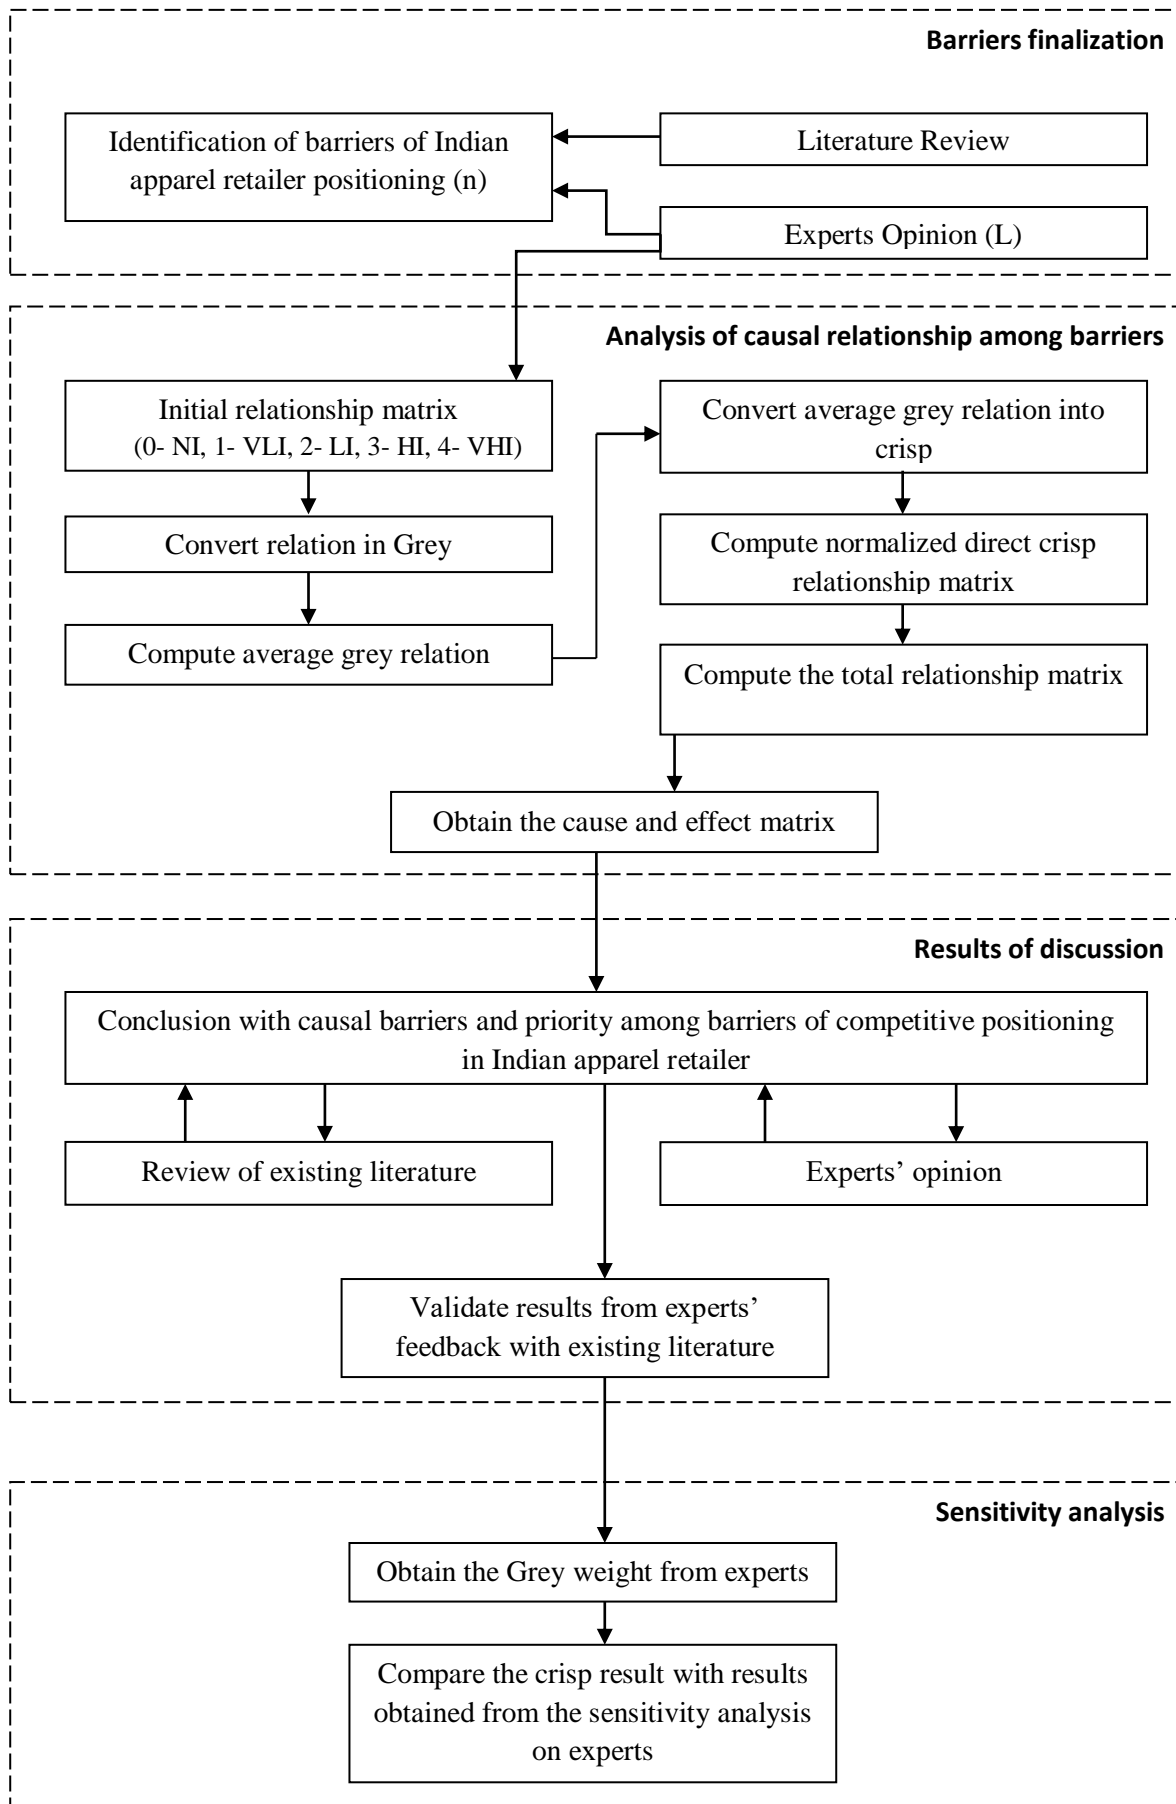 Barriers finalization
Identification of barriers of Indian
apparel retailer positioning (n)
Literature Review
Experts Opinion (L)
Analysis of causal relationship among barriers
Initial relationship matrix
(0- NI, 1- VLI, 2- LI, 3- HI, 4- VHI)
Convert relation in Grey
Compute average grey relation
Convert average grey relation into
crisp
Compute normalized direct crisp
relationship matrix
Compute the total relationship matrix
Obtain the cause and effect matrix
Results of discussion
Conclusion with causal barriers and priority among barriers of competitive positioning
in Indian apparel retailer
Review of existing literature
Experts’ opinion
Validate results from experts’
feedback with existing literature
Sensitivity analysis
Obtain the Grey weight from experts
Compare the crisp result with results
obtained from the sensitivity analysis
on experts